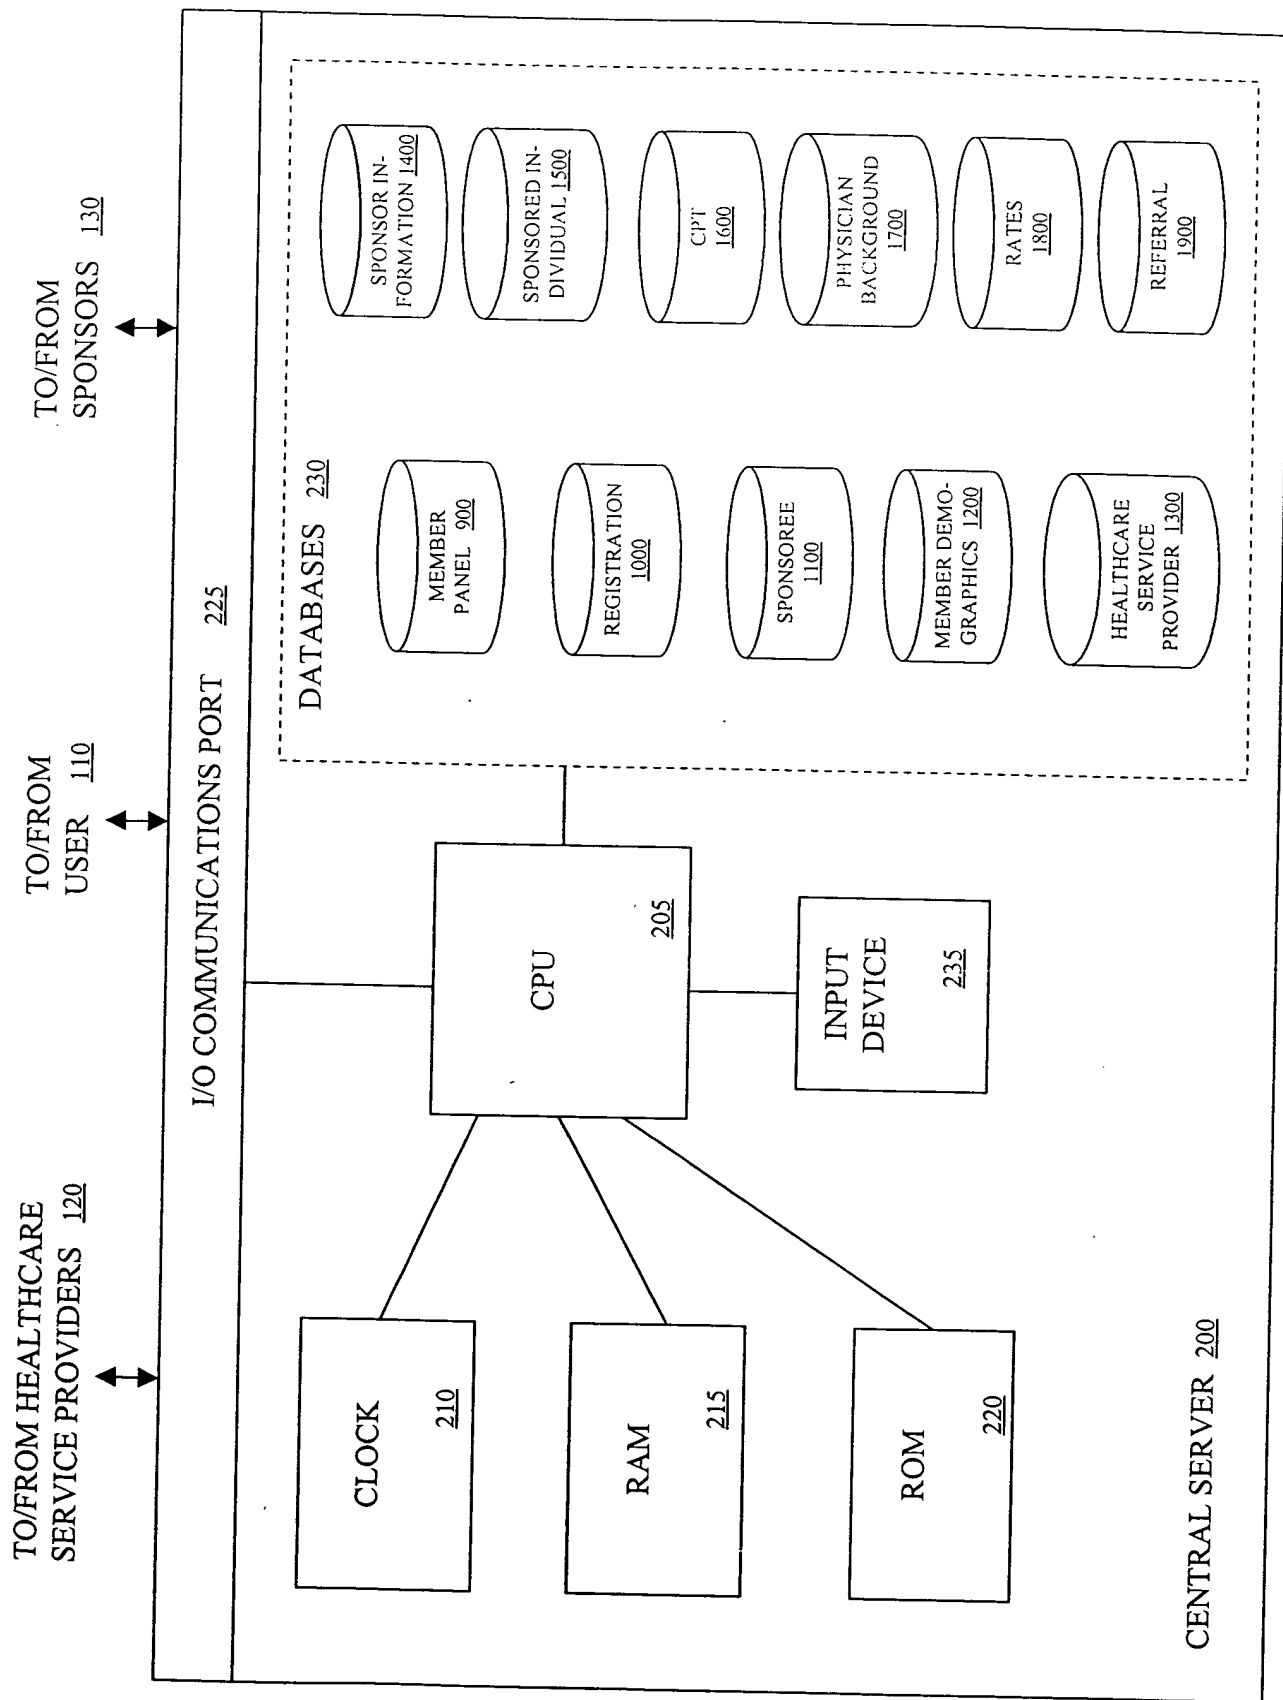 TO/FROM HEALTHCARE
SERVICE PROVIDERS 120
TO/FROM
USER 110
TO/FROM
SPONSORS 130
I/O COMMUNICATIONS PORT 225
CLOCK
210
RAM
215
ROM
220
CPU
205
INPUT
DEVICE
235
DATABASES 230
MEMBER
PANEL 900
REGISTRATION
1000
SPONSOREE
1100
MEMBER DEMO-
GRAPHICS 1200
HEALTHCARE
SERVICE
PROVIDER 1300
SPONSOR IN-
FORMATION 1400
SPONSORED IN-
DIVIDUAL 1500
CPT
1600
PHYSICIAN
BACKGROUND
1700
RATES
1800
REFERRAL
1900
CENTRAL SERVER 200